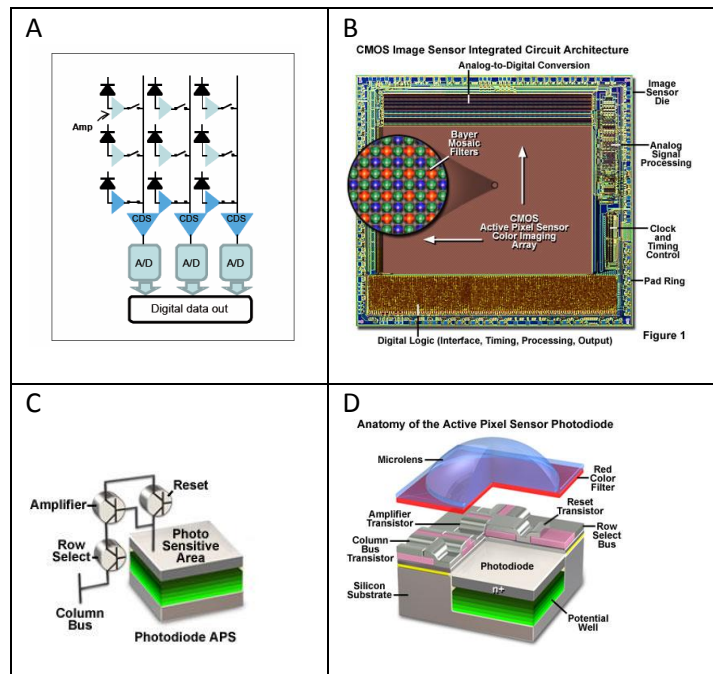 A
Amp
CDS CDS CDS
A/D A/D A/D
Digital data out
B
CMOS Image Sensor Integrated Circuit Architecture
Analog-to-Digital Conversion
Image
Sensor
Die
Bayer
Mosaic
Filters
Analog
Signal
Processing
CMOS
Active Pixel Sensor
Color Imaging
Array
Clock
and
Timing
Control
Pad Ring
Figure 1
Digital Logic (Interface, Timing, Processing, Output)
C
Reset
Amplifier
Photo
Sensitive
Area
Row
Select
Column
Bus
Photodiode APS
D
Anatomy of the Active Pixel Sensor Photodiode
Microlens
Red
Color
Filter
Amplifier
Transistor
Reset
Transistor
Column
Bus
Transistor
Row
Select
Bus
Photodiode
Silicon
Substrate
n+
Potential
Well